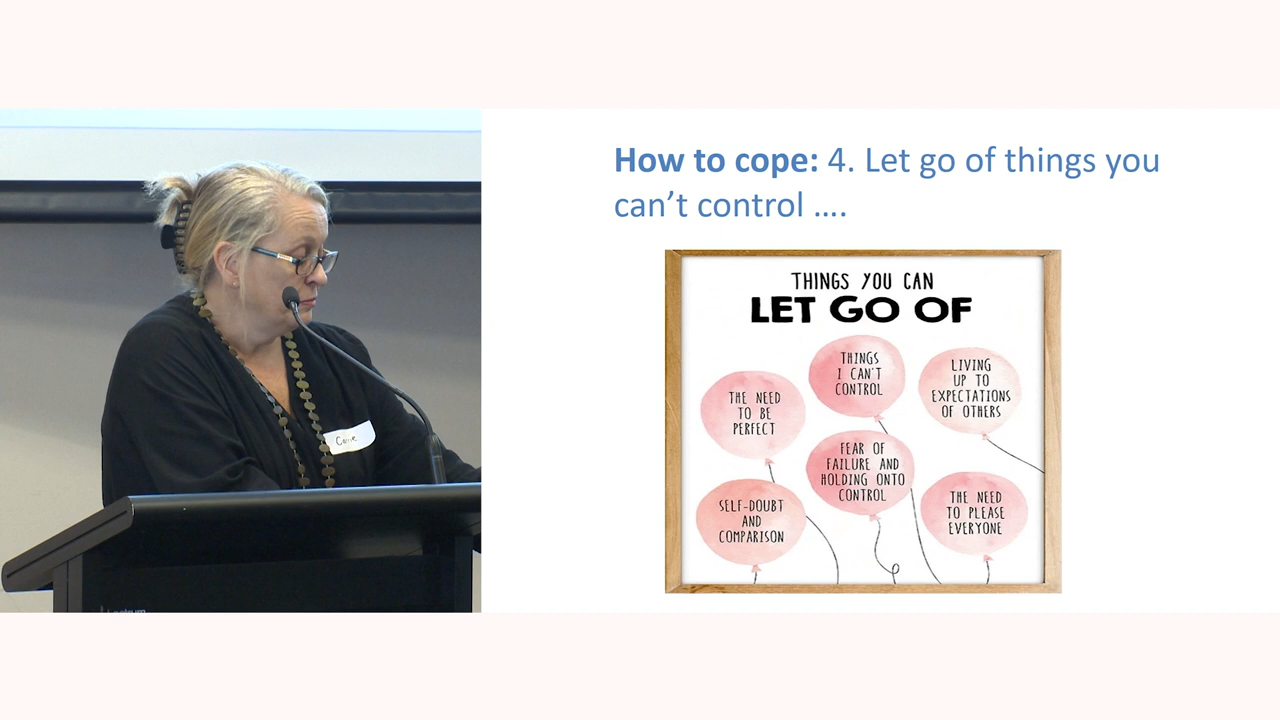 How to cope: 4. Let go of things you
can't control ....
THINGS YOU CAN
LET GO OF
THINGS
I CAN'T
CONTROL
LIVING
UP TO
EXPECTATIONS
OF OTHERS
THE NEED
TO BE
PERFECT
FEAR OF
FAILURE AND
HOLDING ONTO
CONTROL
SELF-DOUBT
AND
COMPARISON
THE NEED
TO PLEASE
EVERYONE